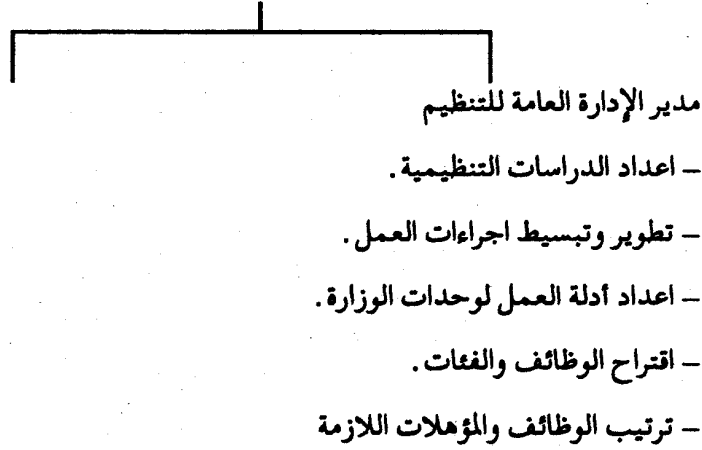 مدير الإدارة العامة للتنظيم
– اعداد الدراسات التنظيمية .
– تطوير وتبسيط اجراءات العمل .
– اعداد أدلة العمل لوحدات الوزارة .
– اقتراح الوظائف والفئات .
– ترتيب الوظائف والمؤهلات اللازمة